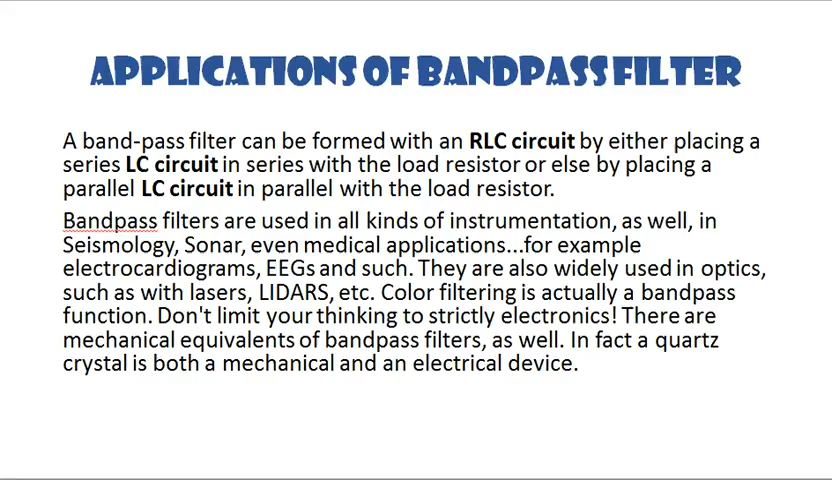 APPLICATIONS OF BANDPASS FILTER
A band-pass filter can be formed with an RLC circuit by either placing a
series LC circuit in series with the load resistor or else by placing a
parallel LC circuit in parallel with the load resistor.
Bandpass filters are used in all kinds of instrumentation, as well, in
Seismology, Sonar, even medical applications...for example
electrocardiograms, EEGs and such. They are also widely used in optics,
such as with lasers, LIDARS, etc. Color filtering is actually a bandpass
function. Don't limit your thinking to strictly electronics! There are
mechanical equivalents of bandpass filters, as well. In fact a quartz
crystal is both a mechanical and an electrical device.